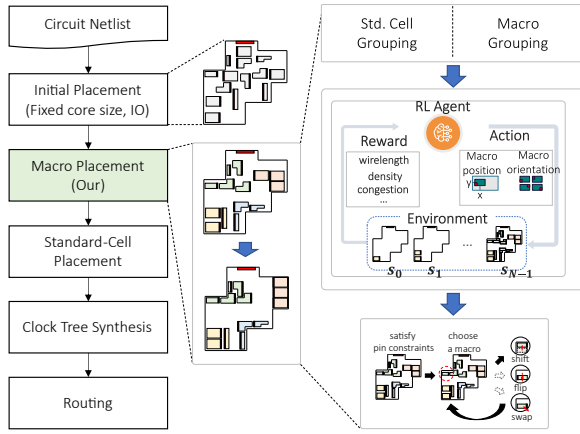 Circuit Netlist
Initial Placement
(Fixed core size, IO)
Macro Placement
(Our)
Standard-Cell
Placement
Clock Tree Synthesis
Routing
Std. Cell
Grouping
Macro
Grouping
RL Agent
Reward
wirelength
density
congestion
...
Action
Macro
position
y
x
Macro
orientation
Environment
S0
S1
...
SN−1
satisfy
pin constraints
choose
a macro
shift
flip
swap